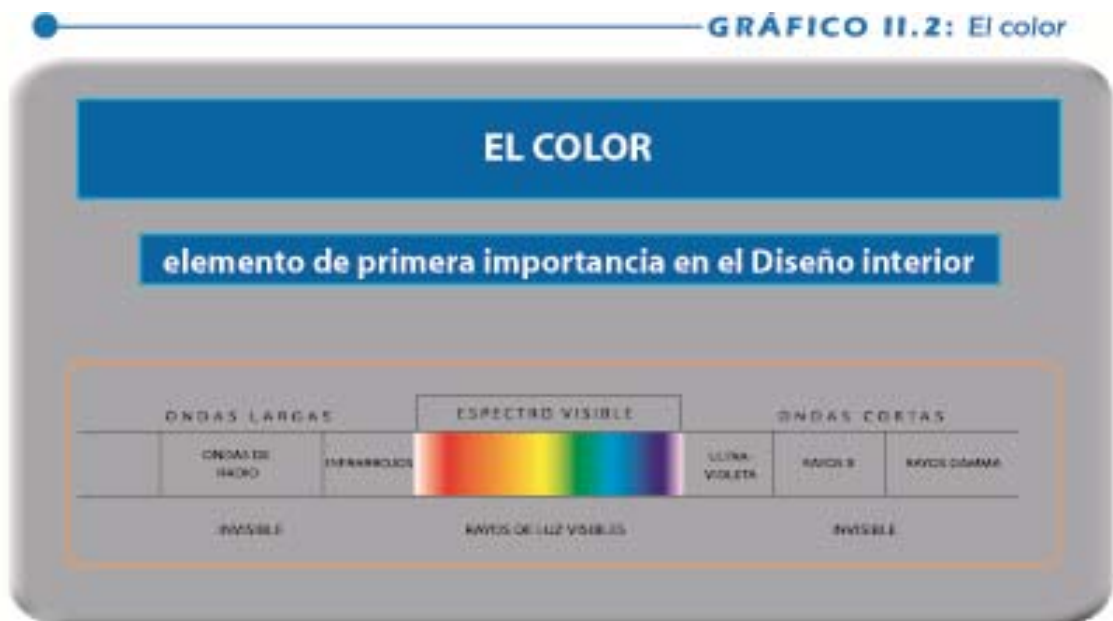 GRÁFICO II.2: El color
EL COLOR
elemento de primera importancia en el Diseño interior
ONDAS LARGAS ESPECTRO VISIBLE ONDAS CORTAS
ONDAS DE
RADIO
INFRARROJOS
ULTRA-
VIOLETA
RAYOS X
RAYOS GAMMA
INVISIBLE RAYOS DE LUZ VISIBLES INVISIBLE